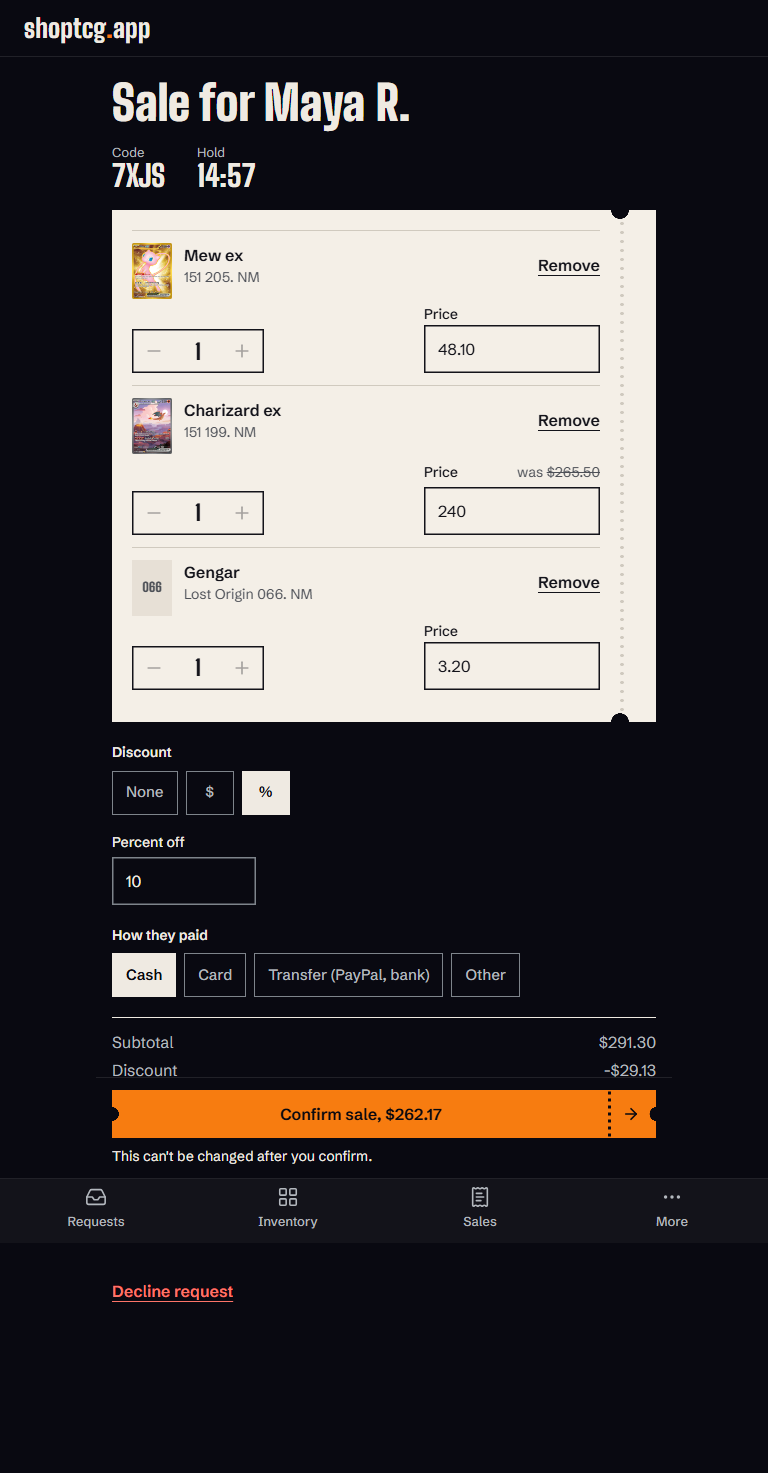 shoptcg.app
Sale for Maya R.
Code Hold
7XJS 14:57
Mew ex
151 205. NM
Remove
Price
1
48.10
Charizard ex
151 199. NM
Remove
Price was $265.50
1
240
066
Gengar
Lost Origin 066. NM
Remove
Price
1
3.20
Discount
None $ %
Percent off
10
How they paid
Cash Card Transfer (PayPal, bank) Other
Subtotal $291.30
Discount -$29.13
Confirm sale, $262.17
This can't be changed after you confirm.
Requests Inventory Sales More
Decline request